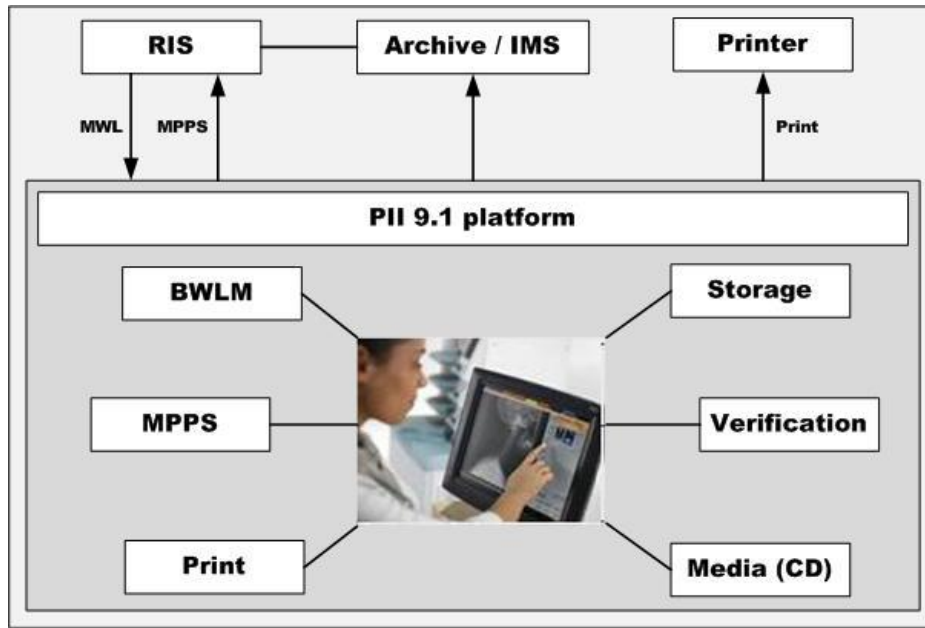 RIS
Archive / IMS
Printer
MWL
MPPS
Print
PII 9.1 platform
BWLM
Storage
MPPS
Verification
Print
Media (CD)